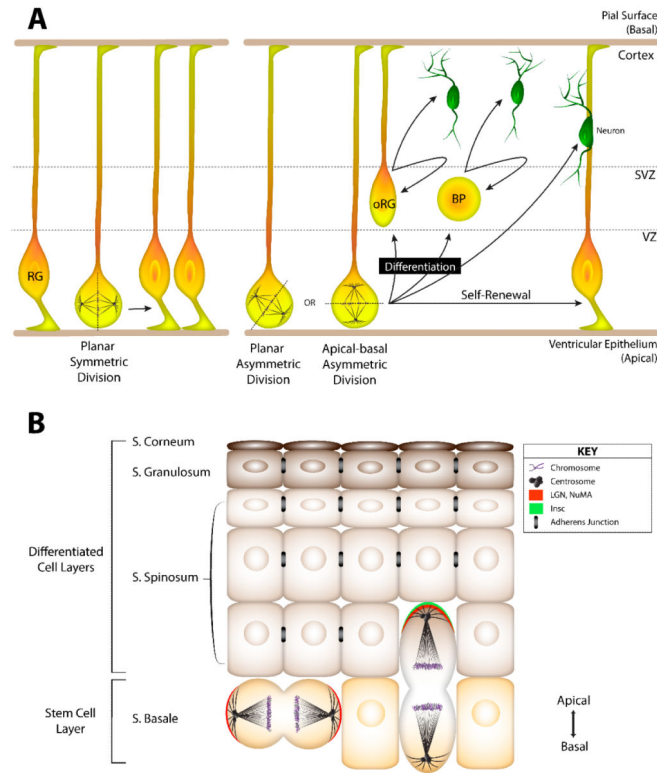 A
Pial Surface
(Basal)
Cortex
Neuron
SVZ
oRG
BP
VZ
RG
Differentiation
OR
Self-Renewal
Planar
Symmetric
Division
Planar
Asymmetric
Division
Apical-basal
Asymmetric
Division
Ventricular Epithelium
(Apical)
B
S. Corneum
S. Granulosum
Differentiated
Cell Layers
S. Spinosum
Stem Cell
Layer
S. Basale
KEY
Chromosome
Centrosome
LGN, NuMA
Insc
Adherens Junction
Apical
Basal